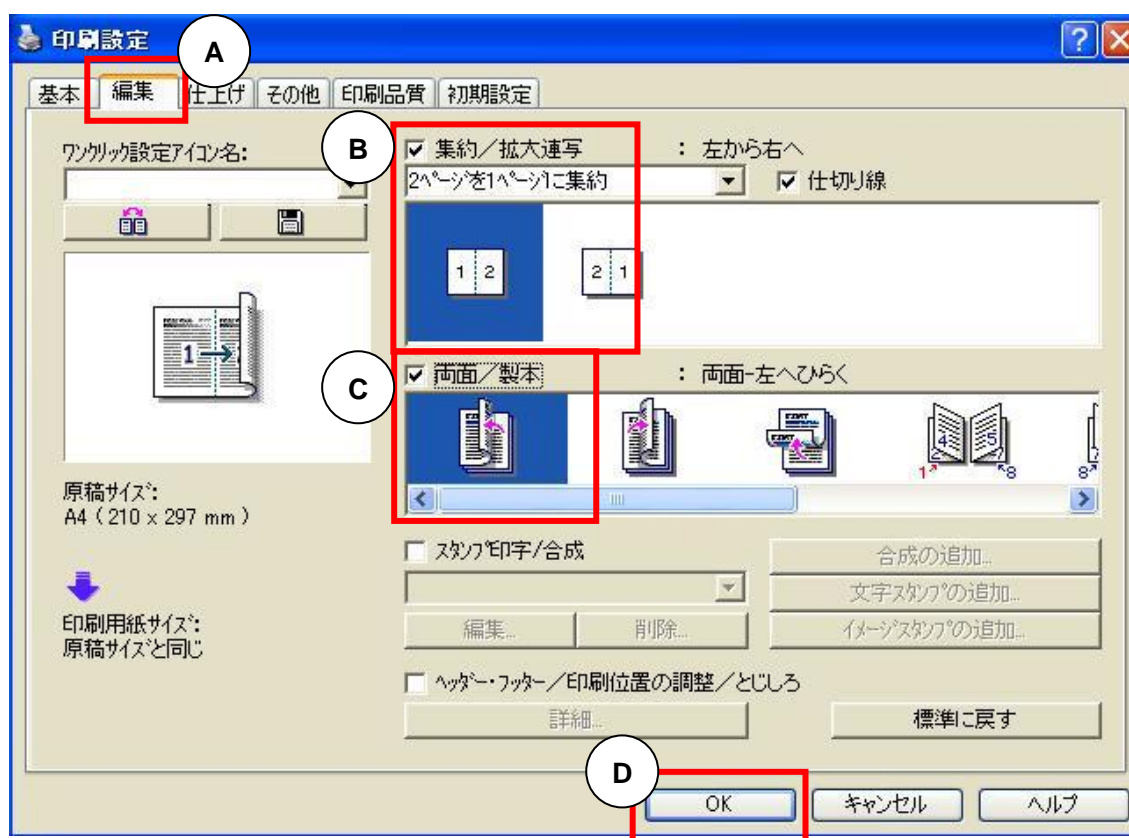 印刷設定
A
基本 編集 仕上げ その他 印刷品質 初期設定
ワンクリック設定アイコン名:
B
集約/拡大連写 : 左から右へ
2ページを1ページに集約 仕切り線
1 2 2 1
1
C
両面/製本 : 両面-左へひらく
4 5
1 8 8
原稿サイズ:
A4 ( 210 x 297 mm )
印刷用紙サイズ:
原稿サイズと同じ
スタンプ印字/合成 合成の追加...
文字スタンプの追加...
編集... 削除... イメージスタンプの追加...
ヘッダー・フッター/印刷位置の調整/とじしろ
詳細... 標準に戻す
D
OK キャンセル ヘルプ